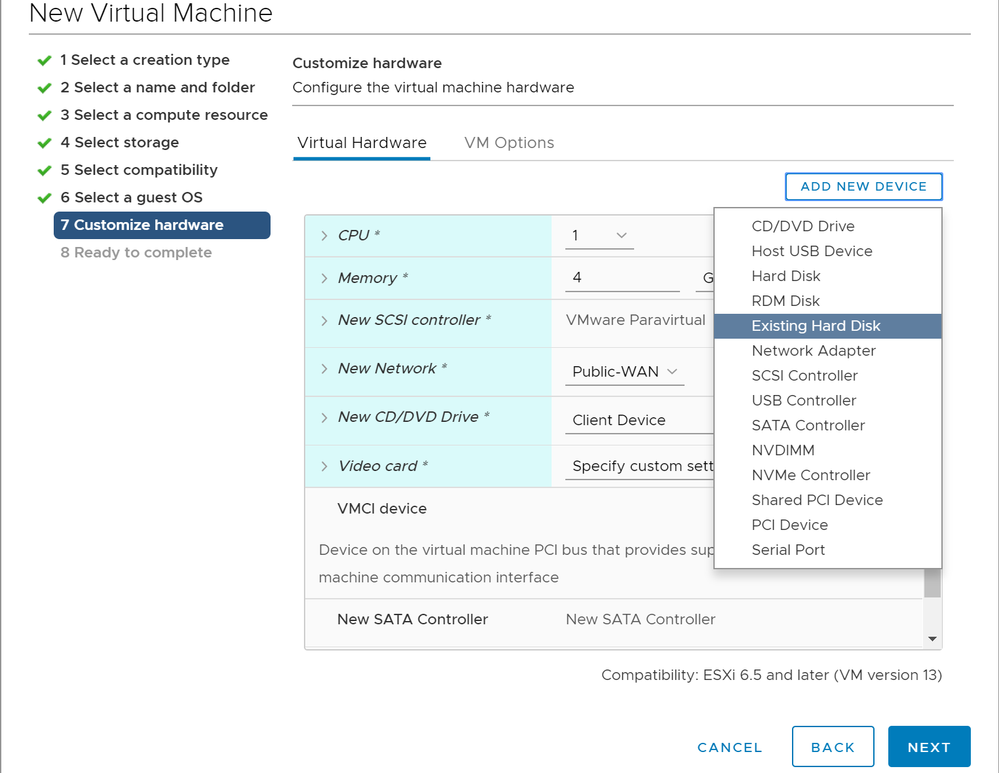 New Virtual Machine
1 Select a creation type
2 Select a name and folder
3 Select a compute resource
4 Select storage
5 Select compatibility
6 Select a guest OS
7 Customize hardware
8 Ready to complete
Customize hardware
Configure the virtual machine hardware
Virtual Hardware
VM Options
ADD NEW DEVICE
CPU *
1
Memory *
4
G
New SCSI controller *
VMware Paravirtual
New Network *
Public-WAN
New CD/DVD Drive *
Client Device
Video card *
Specify custom sett
VMCI device
Device on the virtual machine PCI bus that provides sup
machine communication interface
New SATA Controller
New SATA Controller
CD/DVD Drive
Host USB Device
Hard Disk
RDM Disk
Existing Hard Disk
Network Adapter
SCSI Controller
USB Controller
SATA Controller
NVDIMM
NVMe Controller
Shared PCI Device
PCI Device
Serial Port
Compatibility: ESXi 6.5 and later (VM version 13)
CANCEL
BACK
NEXT